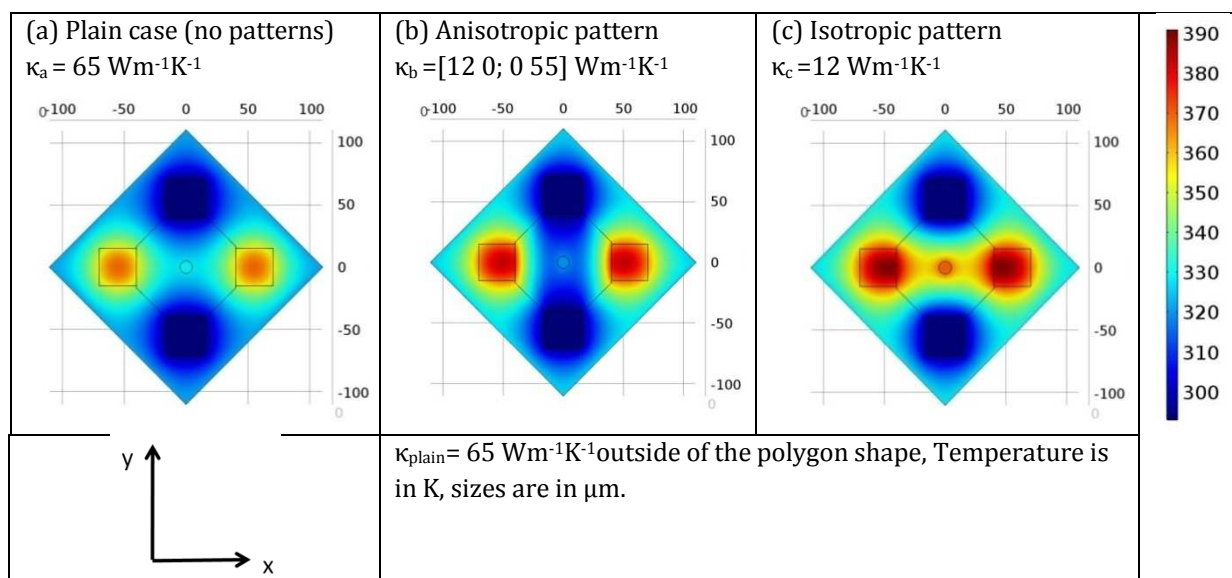 (a) Plain case (no patterns)
κa = 65 Wm-1K-1
0 -100 -50 0 50 100
100
50
0
-50
-100
0
(b) Anisotropic pattern
κb =[12 0; 0 55] Wm-1K-1
0 -100 -50 0 50 100
100
50
0
-50
-100
0
(c) Isotropic pattern
κc =12 Wm-1K-1
0 -100 -50 0 50 100
100
50
0
-50
-100
0
390
380
370
360
350
340
330
320
310
300
y
x
κplain= 65 Wm-1K-1outside of the polygon shape, Temperature is
in K, sizes are in μm.